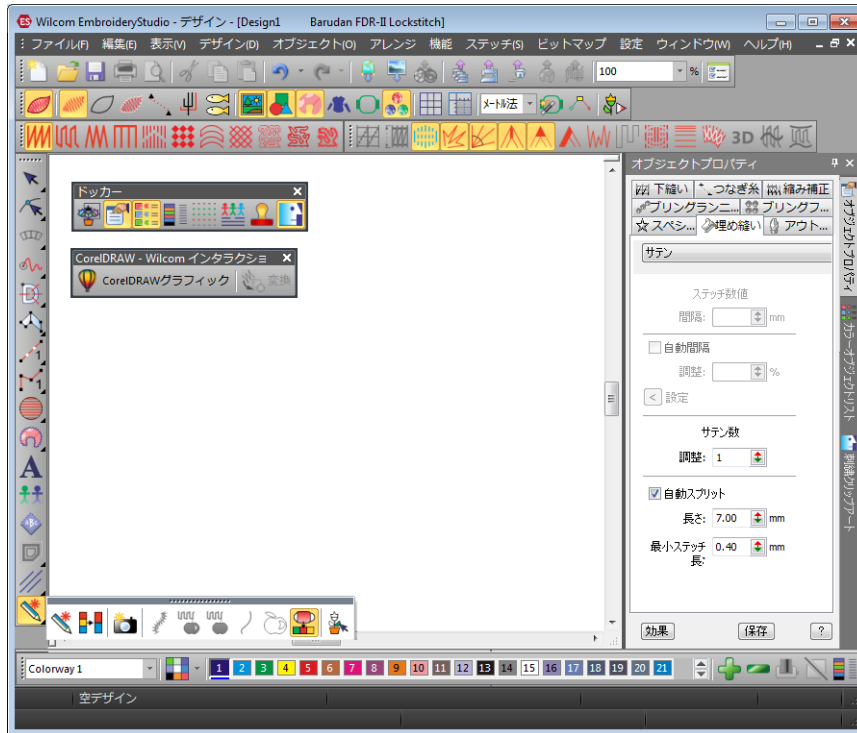 Wilcom EmbroideryStudio - デザイン - [Design1 Barudan FDR-II Lockstitch]
ファイル(F) 編集(E) 表示(V) デザイン(D) オブジェクト(O) アレンジ 機能 ステッチ(S) ビットマップ 設定 ウィンドウ(W) ヘルプ(H)
100 %
メートル法
3D
ドッカー
CorelDRAW - Wilcom インタラクショ
CorelDRAWグラフィック 変換
オブジェクトプロパティ
下縫い つなぎ糸 縮み補正
ブリングランニ... ブリングフ...
スペシ... 埋め縫い アウト...
サテン
ステッチ数値
間隔: mm
自動間隔
調整: %
< 設定
サテン数
調整: 1
自動スプリット
長さ: 7.00 mm
最小ステッチ長: 0.40 mm
効果 保存 ?
オブジェクトプロパティ
カラーオブジェクトリスト
刺繍クリップアート
A
ABC
Colorway 1
1 2 3 4 5 6 7 8 9 10 11 12 13 14 15 16 17 18 19 20 21
空デザイン